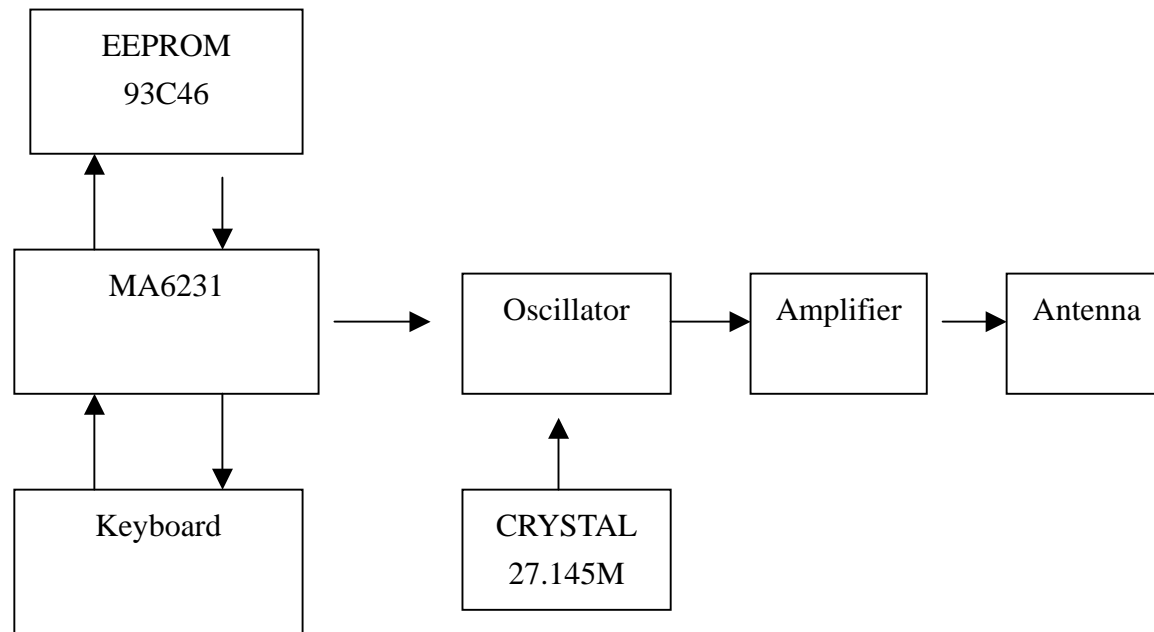 EEPROM
93C46
MA6231
Oscillator
Amplifier
Antenna
Keyboard
CRYSTAL
27.145M